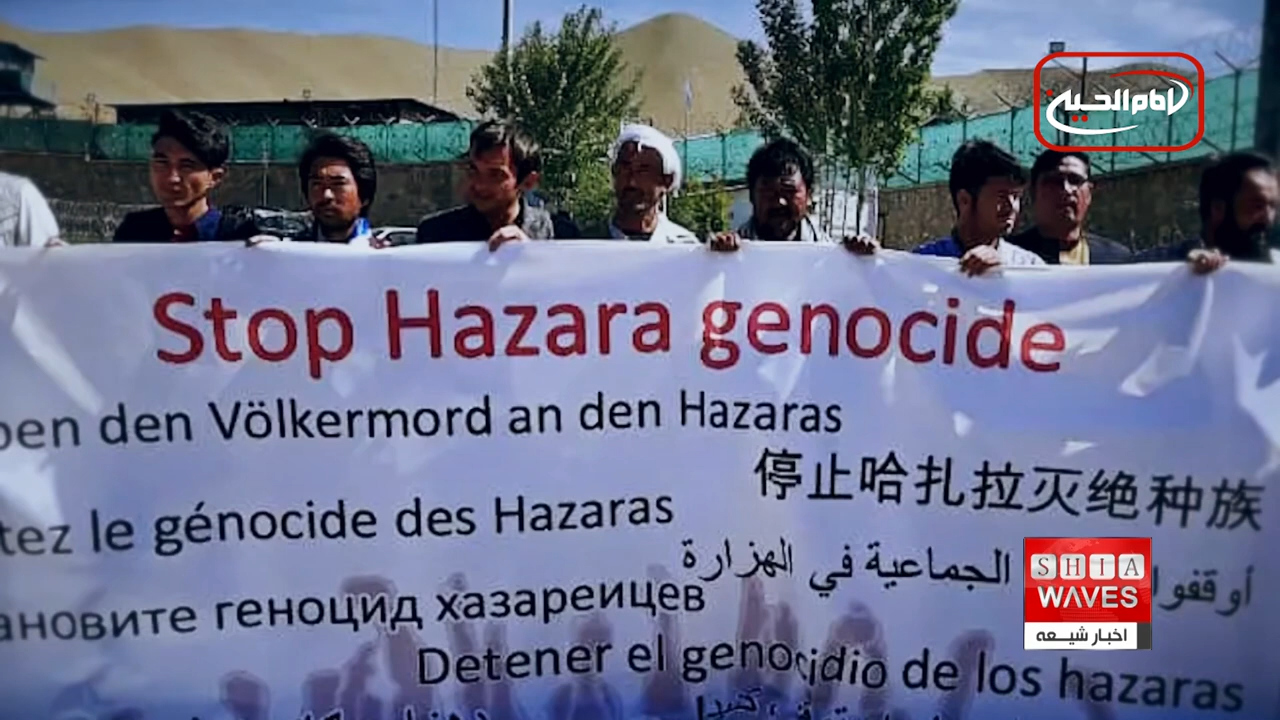 امام الحسین
Stop Hazara genocide
ben den Völkermord an den Hazaras
停止哈扎拉灭绝种族
tez le génocide des Hazaras
أوقفوا الجماعية في الهزارة
SHIA
WAVES
اخبار شیعه
ановите геноцид хазарейцев
Detener el genocidio de los hazaras